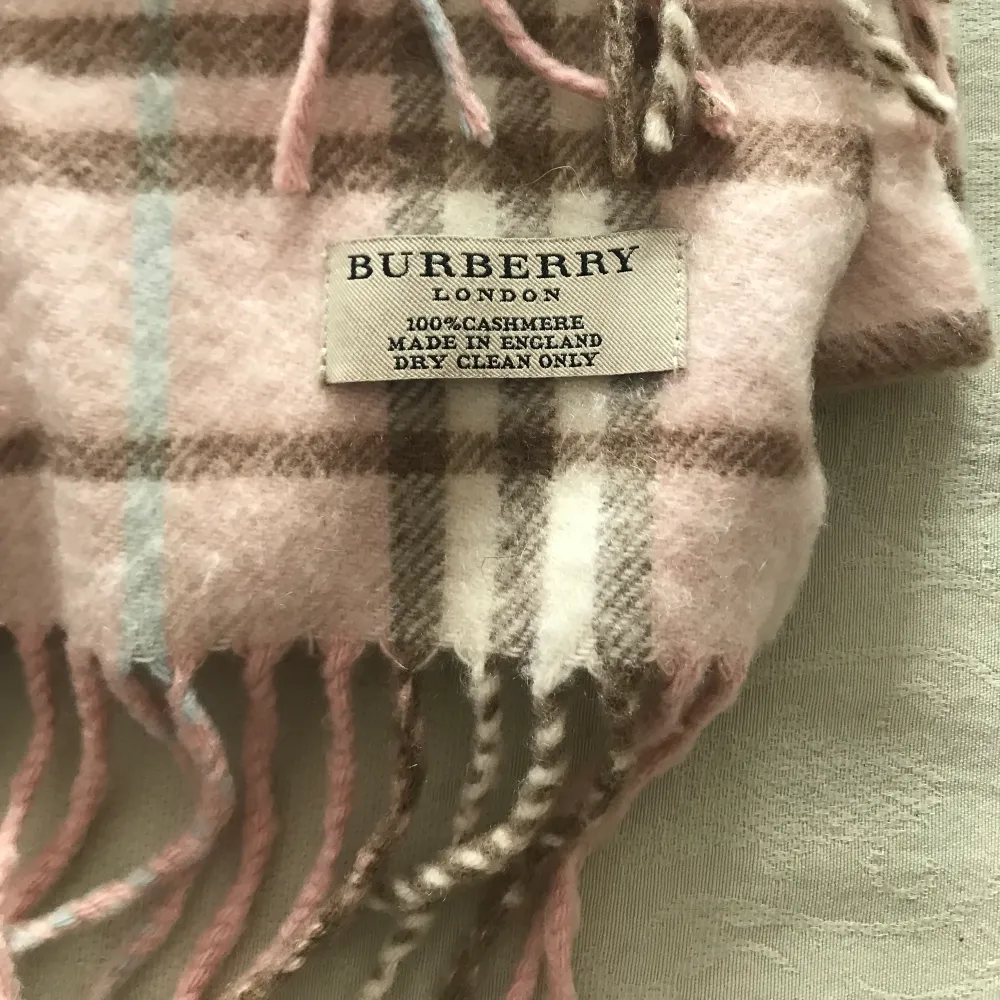 BURBERRY
LONDON
100%CASHMERE
MADE IN ENGLAND
DRY CLEAN ONLY